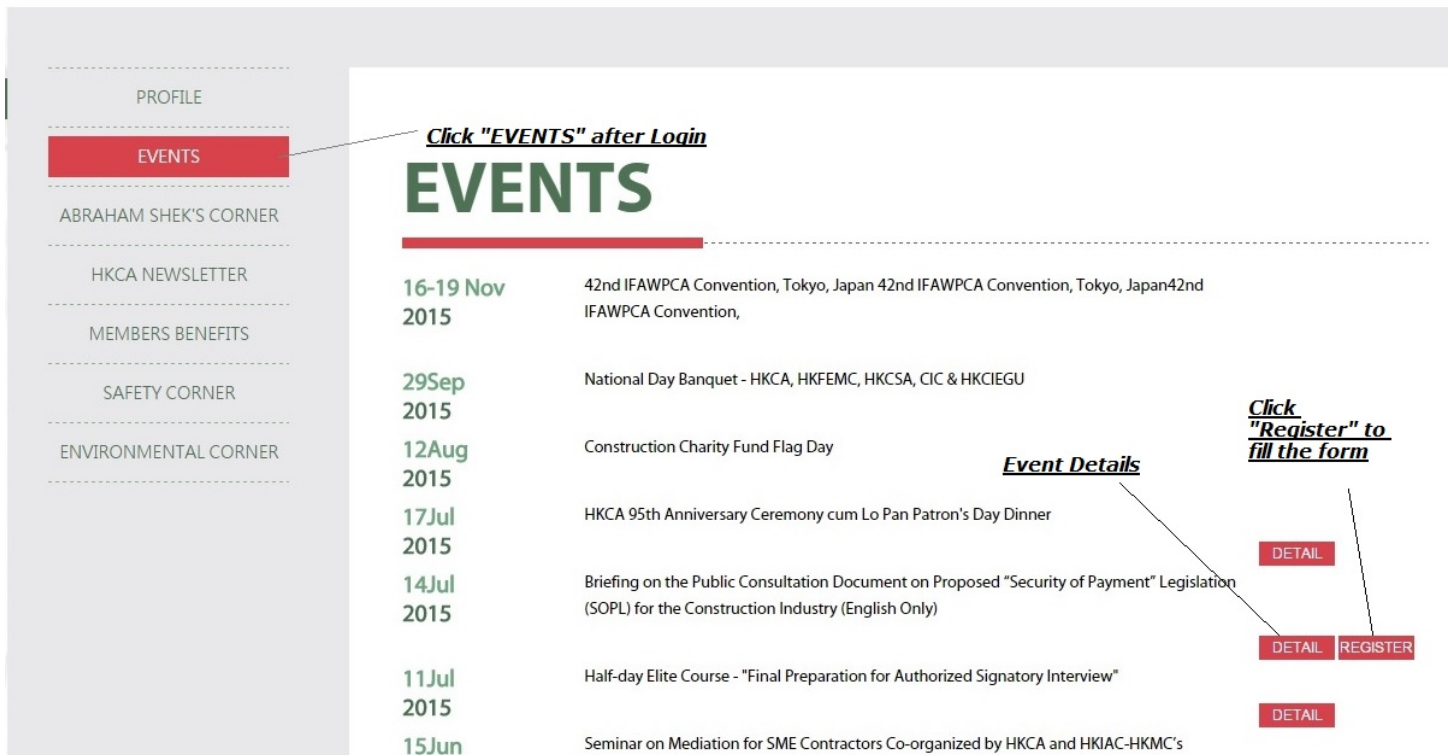 PROFILE
EVENTS
ABRAHAM SHEK'S CORNER
HKCA NEWSLETTER
MEMBERS BENEFITS
SAFETY CORNER
ENVIRONMENTAL CORNER
Click "EVENTS" after Login
EVENTS
16-19 Nov
2015
42nd IFAWPCA Convention, Tokyo, Japan 42nd IFAWPCA Convention, Tokyo, Japan42nd
IFAWPCA Convention,
29Sep
2015
National Day Banquet - HKCA, HKFEMC, HKCSA, CIC & HKCIEGU
12Aug
2015
Construction Charity Fund Flag Day
Event Details
Click
"Register" to
fill the form
17Jul
2015
HKCA 95th Anniversary Ceremony cum Lo Pan Patron's Day Dinner
DETAIL
14Jul
2015
Briefing on the Public Consultation Document on Proposed “Security of Payment” Legislation
(SOPL) for the Construction Industry (English Only)
DETAIL REGISTER
11Jul
2015
Half-day Elite Course - "Final Preparation for Authorized Signatory Interview"
DETAIL
15Jun
Seminar on Mediation for SME Contractors Co-organized by HKCA and HKIAC-HKMC’s